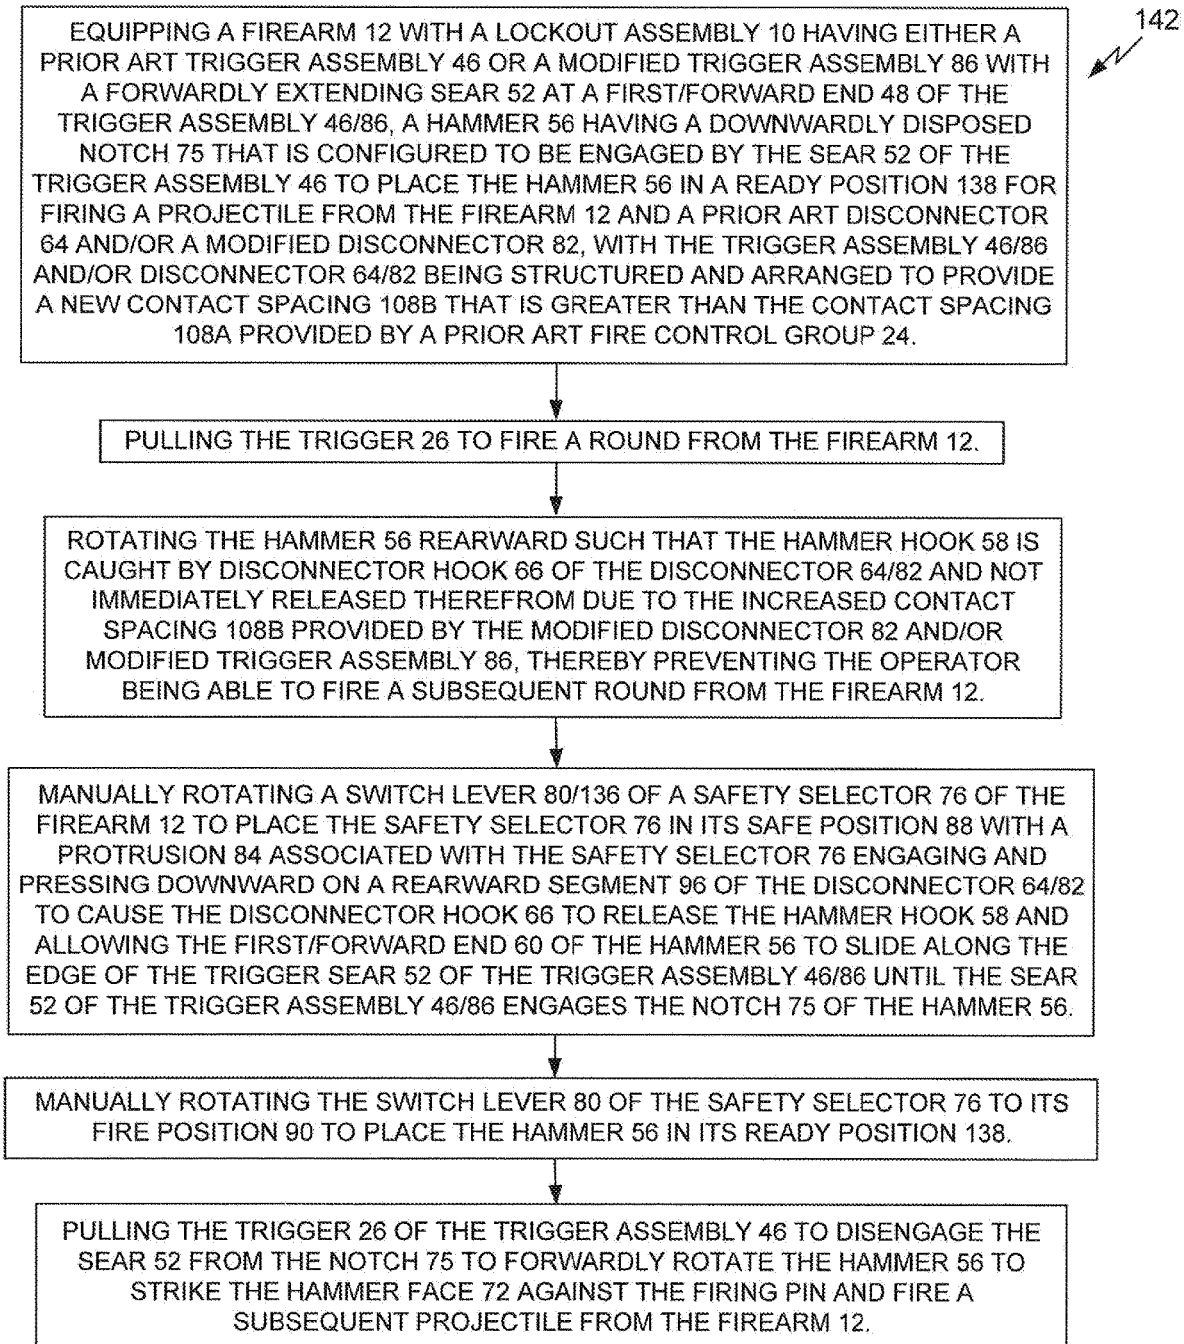 142
EQUIPPING A FIREARM 12 WITH A LOCKOUT ASSEMBLY 10 HAVING EITHER A
PRIOR ART TRIGGER ASSEMBLY 46 OR A MODIFIED TRIGGER ASSEMBLY 86 WITH
A FORWARDLY EXTENDING SEAR 52 AT A FIRST/FORWARD END 48 OF THE
TRIGGER ASSEMBLY 46/86, A HAMMER 56 HAVING A DOWNWARDLY DISPOSED
NOTCH 75 THAT IS CONFIGURED TO BE ENGAGED BY THE SEAR 52 OF THE
TRIGGER ASSEMBLY 46 TO PLACE THE HAMMER 56 IN A READY POSITION 138 FOR
FIRING A PROJECTILE FROM THE FIREARM 12 AND A PRIOR ART DISCONNECTOR
64 AND/OR A MODIFIED DISCONNECTOR 82, WITH THE TRIGGER ASSEMBLY 46/86
AND/OR DISCONNECTOR 64/82 BEING STRUCTURED AND ARRANGED TO PROVIDE
A NEW CONTACT SPACING 108B THAT IS GREATER THAN THE CONTACT SPACING
108A PROVIDED BY A PRIOR ART FIRE CONTROL GROUP 24.
PULLING THE TRIGGER 26 TO FIRE A ROUND FROM THE FIREARM 12.
ROTATING THE HAMMER 56 REARWARD SUCH THAT THE HAMMER HOOK 58 IS
CAUGHT BY DISCONNECTOR HOOK 66 OF THE DISCONNECTOR 64/82 AND NOT
IMMEDIATELY RELEASED THEREFROM DUE TO THE INCREASED CONTACT
SPACING 108B PROVIDED BY THE MODIFIED DISCONNECTOR 82 AND/OR
MODIFIED TRIGGER ASSEMBLY 86, THEREBY PREVENTING THE OPERATOR
BEING ABLE TO FIRE A SUBSEQUENT ROUND FROM THE FIREARM 12.
MANUALLY ROTATING A SWITCH LEVER 80/136 OF A SAFETY SELECTOR 76 OF THE
FIREARM 12 TO PLACE THE SAFETY SELECTOR 76 IN ITS SAFE POSITION 88 WITH A
PROTRUSION 84 ASSOCIATED WITH THE SAFETY SELECTOR 76 ENGAGING AND
PRESSING DOWNWARD ON A REARWARD SEGMENT 96 OF THE DISCONNECTOR 64/82
TO CAUSE THE DISCONNECTOR HOOK 66 TO RELEASE THE HAMMER HOOK 58 AND
ALLOWING THE FIRST/FORWARD END 60 OF THE HAMMER 56 TO SLIDE ALONG THE
EDGE OF THE TRIGGER SEAR 52 OF THE TRIGGER ASSEMBLY 46/86 UNTIL THE SEAR
52 OF THE TRIGGER ASSEMBLY 46/86 ENGAGES THE NOTCH 75 OF THE HAMMER 56.
MANUALLY ROTATING THE SWITCH LEVER 80 OF THE SAFETY SELECTOR 76 TO ITS
FIRE POSITION 90 TO PLACE THE HAMMER 56 IN ITS READY POSITION 138.
PULLING THE TRIGGER 26 OF THE TRIGGER ASSEMBLY 46 TO DISENGAGE THE
SEAR 52 FROM THE NOTCH 75 TO FORWARDLY ROTATE THE HAMMER 56 TO
STRIKE THE HAMMER FACE 72 AGAINST THE FIRING PIN AND FIRE A
SUBSEQUENT PROJECTILE FROM THE FIREARM 12.